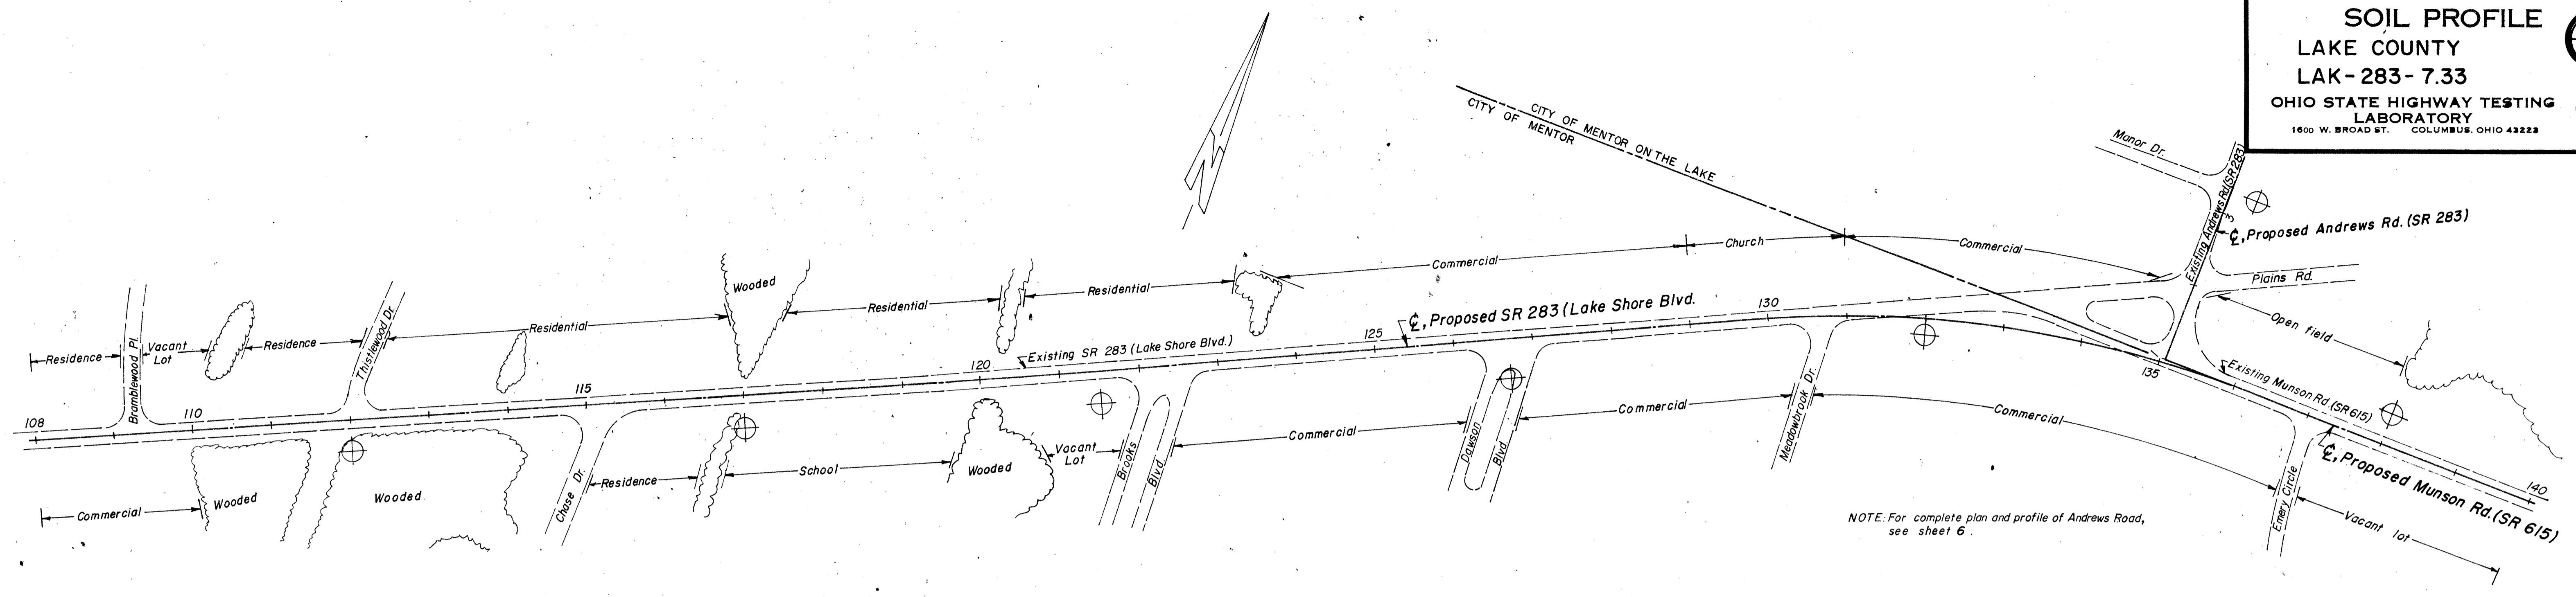 SOIL PROFILE
LAKE COUNTY
LAK-283-7.33
OHIO STATE HIGHWAY TESTING
LABORATORY
1600 W. BROAD ST. COLUMBUS, OHIO 43223
CITY OF MENTOR ON THE LAKE
CITY OF MENTOR
Manor Dr.
Existing Andrews Rd(SR 283)
3
℄, Proposed Andrews Rd. (SR 283)
Plains Rd.
Open field
Commercial
Church
Commercial
Wooded
Residential
Residential
Residential
Thistlewood Dr.
Residence
Vacant
Lot
Bramblewood Pl.
Residence
℄, Proposed SR 283 (Lake Shore Blvd.
Existing SR 283 (Lake Shore Blvd.)
108
110
115
120
125
130
135
140
Existing Munson Rd (SR 615)
℄, Proposed Munson Rd. (SR 615)
Commercial
Wooded
Wooded
Chase Dr.
Residence
School
Wooded
Vacant
Lot
Brooks
Blvd.
Commercial
Dawson
Blvd
Commercial
Meadowbrook Dr.
Commercial
Emery Circle
Vacant lot
NOTE: For complete plan and profile of Andrews Road,
see sheet 6.